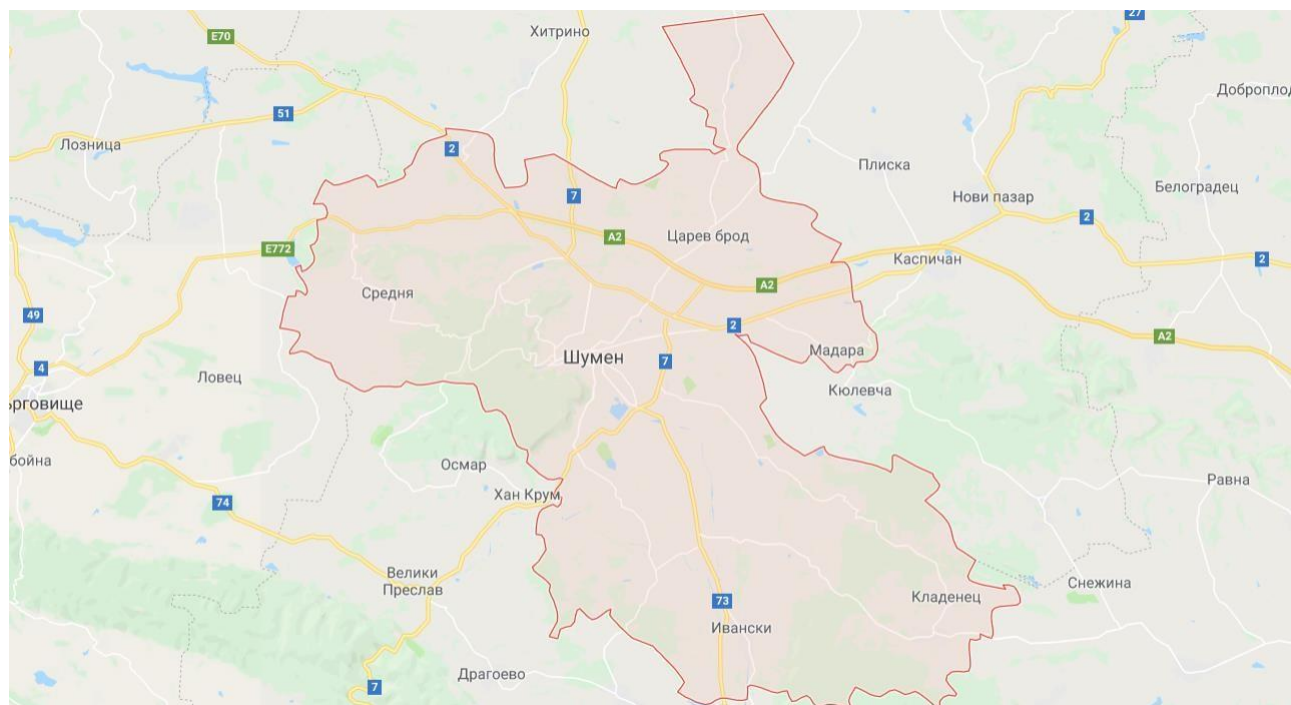 27
E70
Хитрино
Доброплод
51
Лозница
2
Плиска
Белоградец
7
Нови пазар
2
Царев брод
A2
E772
Каспичан
2
A2
Средня
49
2
A2
Мадара
Шумен
7
4
Ловец
Кюлевча
ърговище
бойна
Осмар
Равна
Хан Крум
74
Велики
Преслав
Снежина
73
Кладенец
Ивански
Драгоево
7